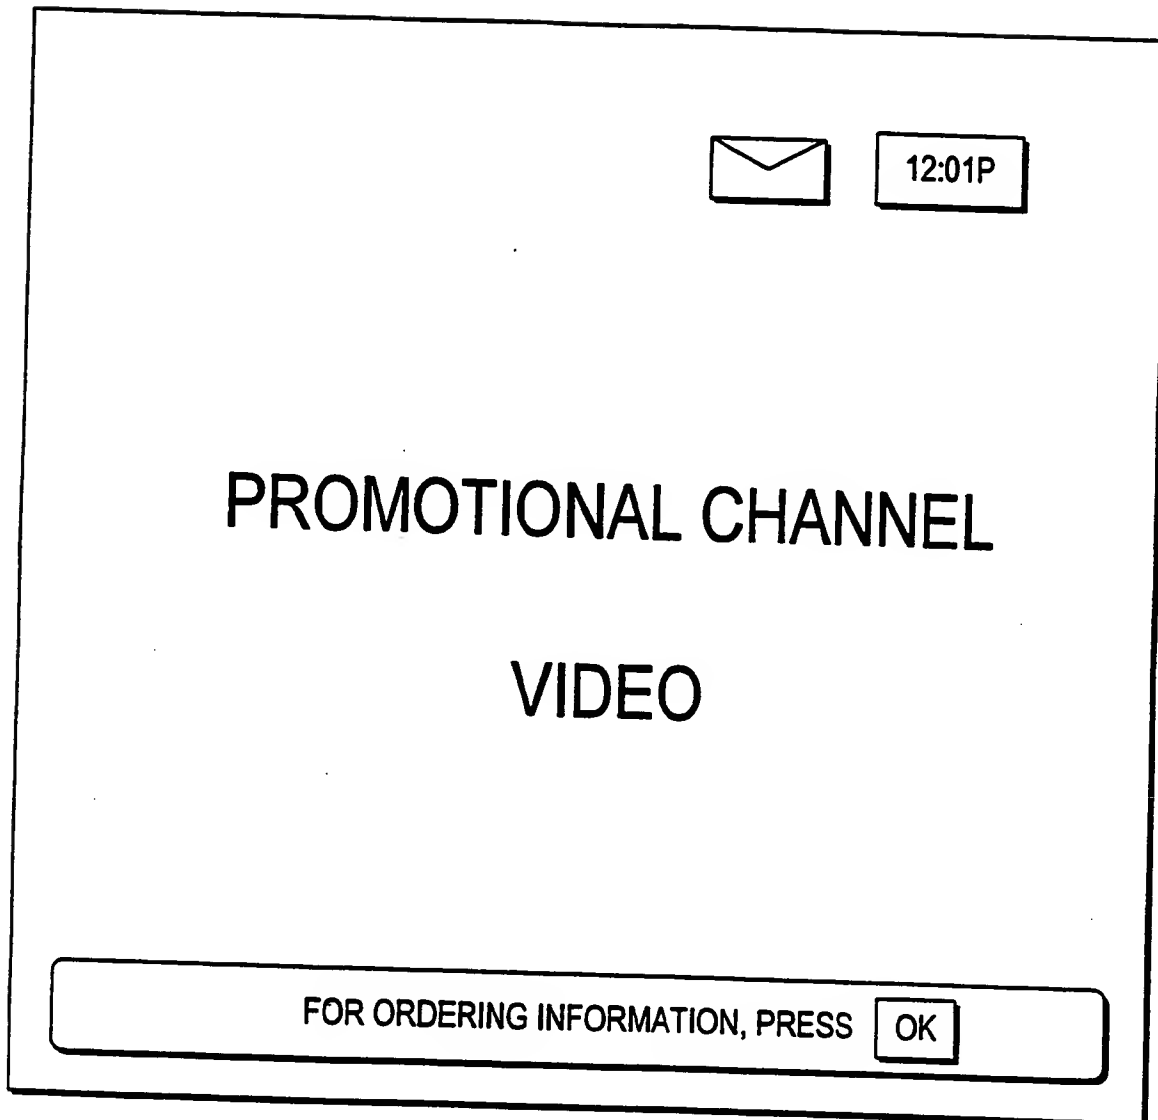 12:01P
PROMOTIONAL CHANNEL
VIDEO
FOR ORDERING INFORMATION, PRESS OK